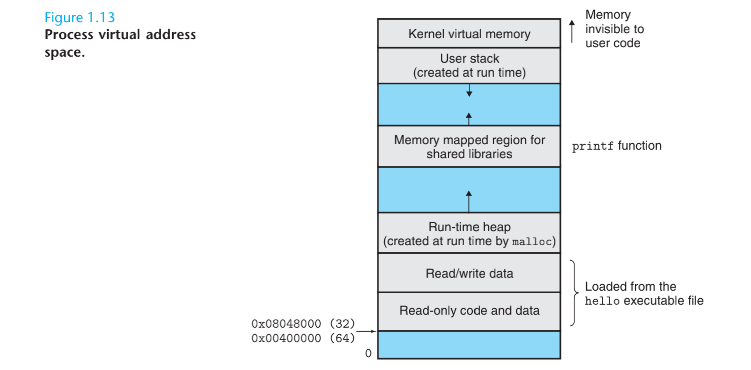 Figure 1.13
Process virtual address
space.
Memory
invisible to
user code
Kernel virtual memory
User stack
(created at run time)
Memory mapped region for
shared libraries
printf function
Run-time heap
(created at run time by malloc)
Read/write data
Loaded from the
hello executable file
Read-only code and data
0x08048000 (32)
0x00400000 (64)
0